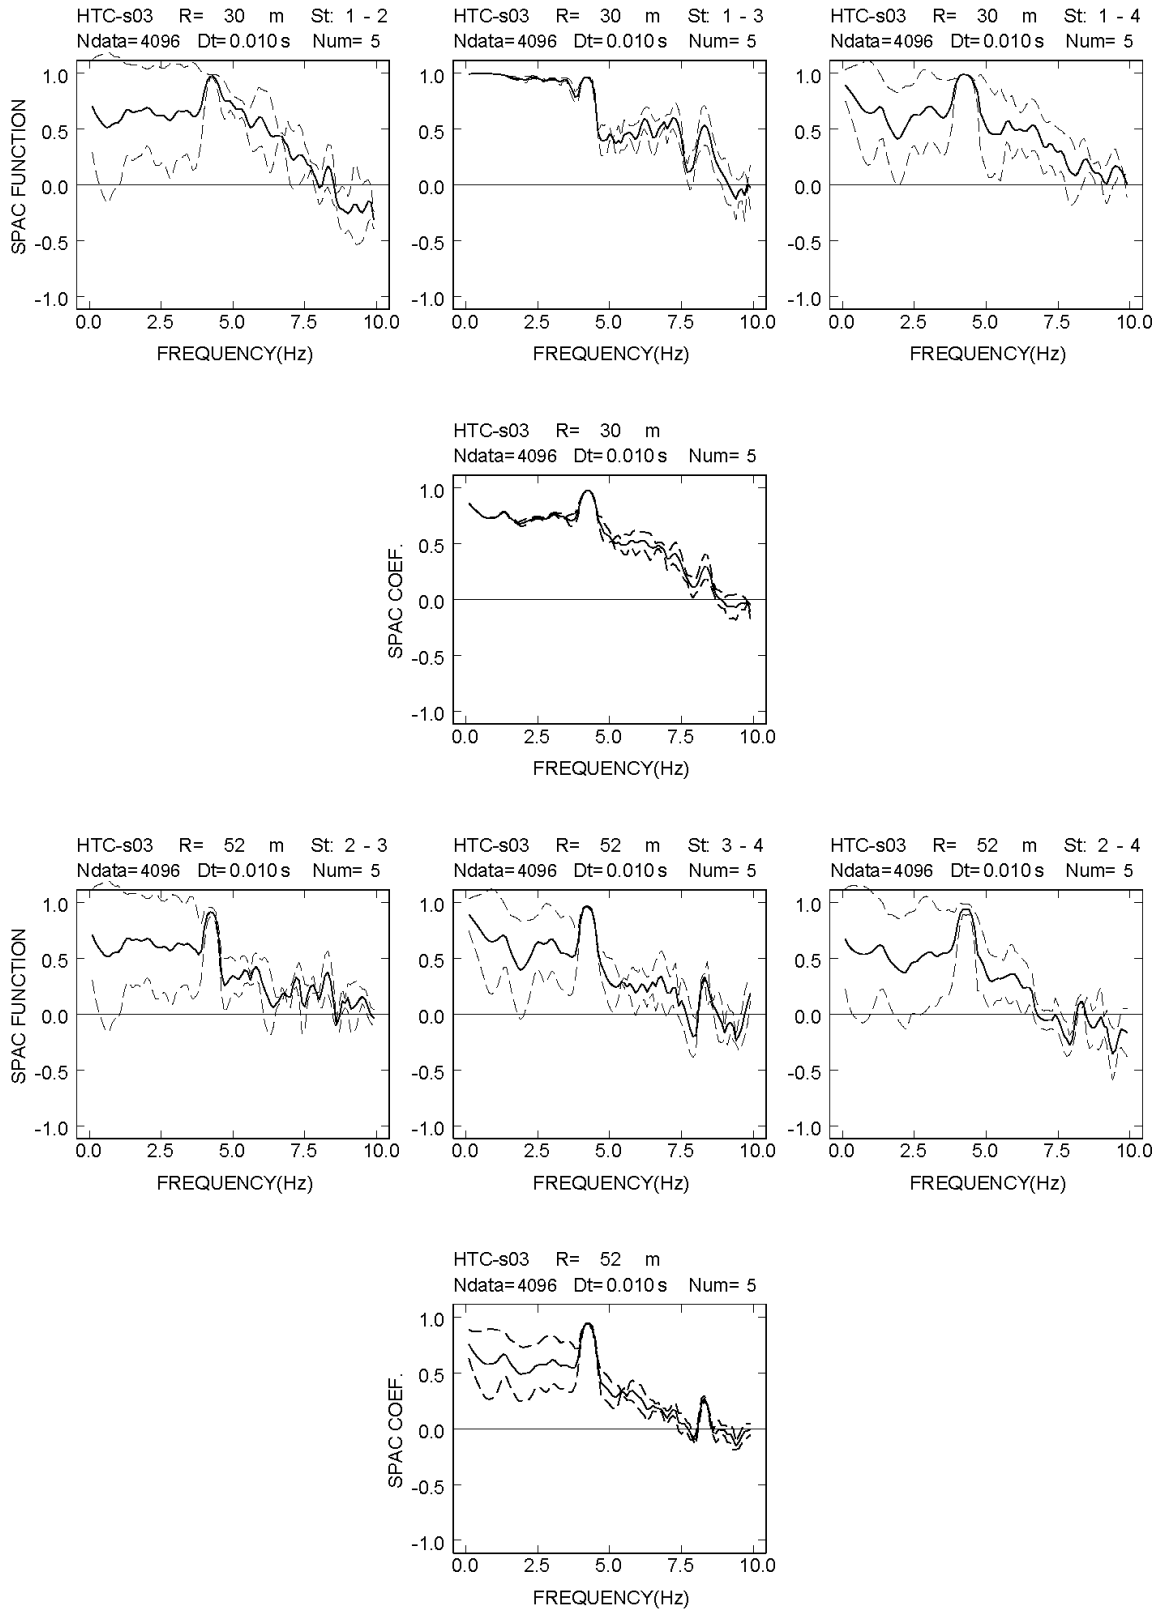 HTC-s03 R= 30 m St: 1 - 2
Ndata=4096 Dt=0.010 s Num= 5
SPAC FUNCTION
1.0
0.5
0.0
-0.5
-1.0
0.0 2.5 5.0 7.5 10.0
FREQUENCY(Hz)
HTC-s03 R= 30 m St: 1 - 3
Ndata=4096 Dt=0.010 s Num= 5
1.0
0.5
0.0
-0.5
-1.0
0.0 2.5 5.0 7.5 10.0
FREQUENCY(Hz)
HTC-s03 R= 30 m St: 1 - 4
Ndata=4096 Dt=0.010 s Num= 5
1.0
0.5
0.0
-0.5
-1.0
0.0 2.5 5.0 7.5 10.0
FREQUENCY(Hz)
HTC-s03 R= 30 m
Ndata=4096 Dt=0.010 s Num= 5
SPAC COEF.
1.0
0.5
0.0
-0.5
-1.0
0.0 2.5 5.0 7.5 10.0
FREQUENCY(Hz)
HTC-s03 R= 52 m St: 2 - 3
Ndata=4096 Dt=0.010 s Num= 5
SPAC FUNCTION
1.0
0.5
0.0
-0.5
-1.0
0.0 2.5 5.0 7.5 10.0
FREQUENCY(Hz)
HTC-s03 R= 52 m St: 3 - 4
Ndata=4096 Dt=0.010 s Num= 5
1.0
0.5
0.0
-0.5
-1.0
0.0 2.5 5.0 7.5 10.0
FREQUENCY(Hz)
HTC-s03 R= 52 m St: 2 - 4
Ndata=4096 Dt=0.010 s Num= 5
1.0
0.5
0.0
-0.5
-1.0
0.0 2.5 5.0 7.5 10.0
FREQUENCY(Hz)
HTC-s03 R= 52 m
Ndata=4096 Dt=0.010 s Num= 5
SPAC COEF.
1.0
0.5
0.0
-0.5
-1.0
0.0 2.5 5.0 7.5 10.0
FREQUENCY(Hz)